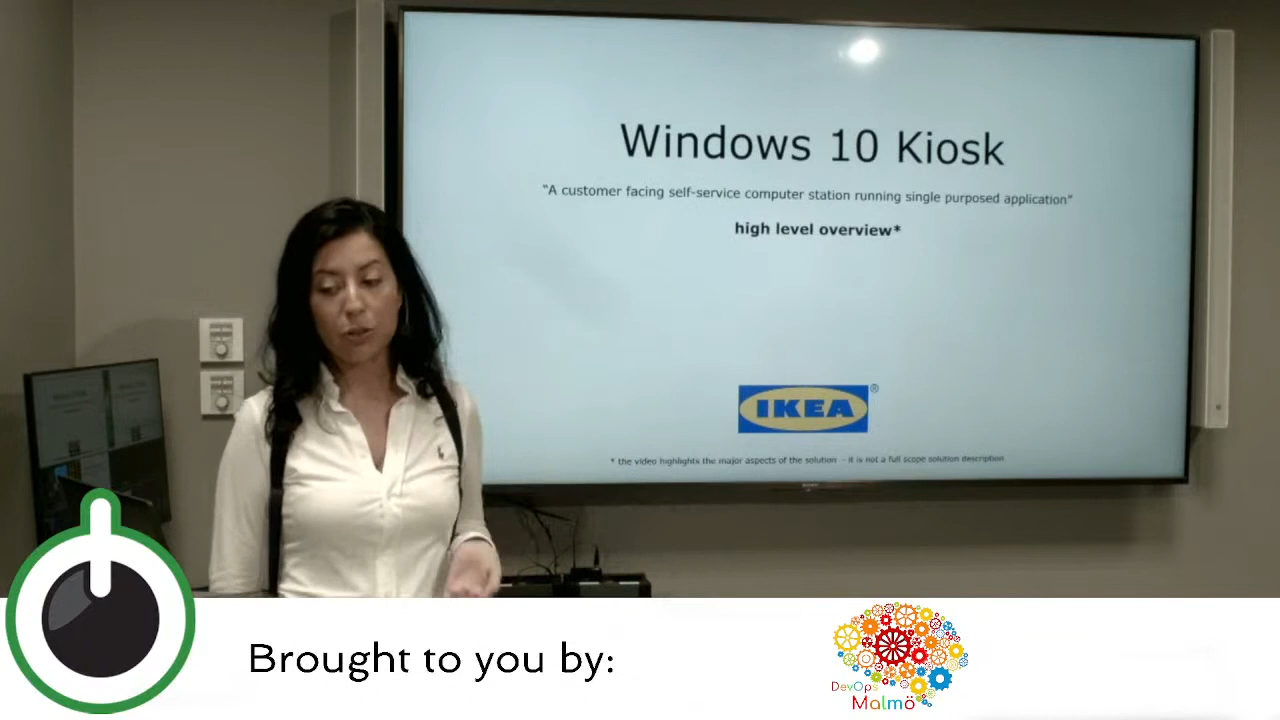 Windows 10 Kiosk
"A customer facing self-service computer station running single purposed application"
high level overview*
IKEA®
* the video highlights the major aspects of the solution - it is not a full scope solution description
Brought to you by:
DevOps
Malmö